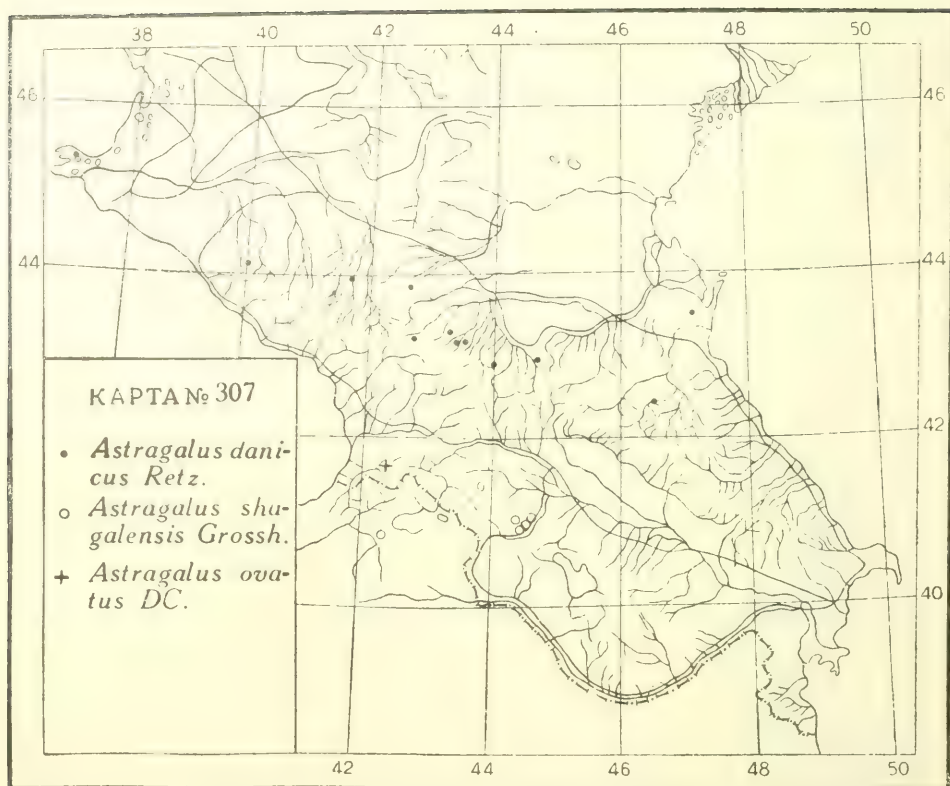 38 40 42 44 46 48 50
46 46
44 44
42
40
КАРТА № 307
• Astragalus dani-
cus Retz.
○ Astragalus sha-
galensis Grossh.
+ Astragalus ova-
tus DC.
42 44 46 48 50